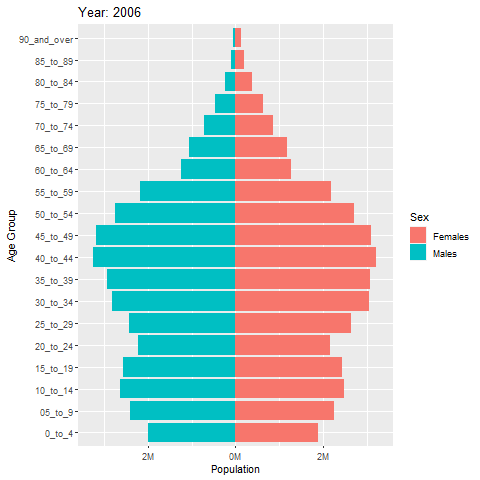 Year: 2006
90_and_over
85_to_89
80_to_84
75_to_79
70_to_74
65_to_69
60_to_64
55_to_59
50_to_54
45_to_49
40_to_44
35_to_39
30_to_34
25_to_29
20_to_24
15_to_19
10_to_14
05_to_9
0_to_4
Age Group
2M 0M 2M
Population
Sex
Females
Males